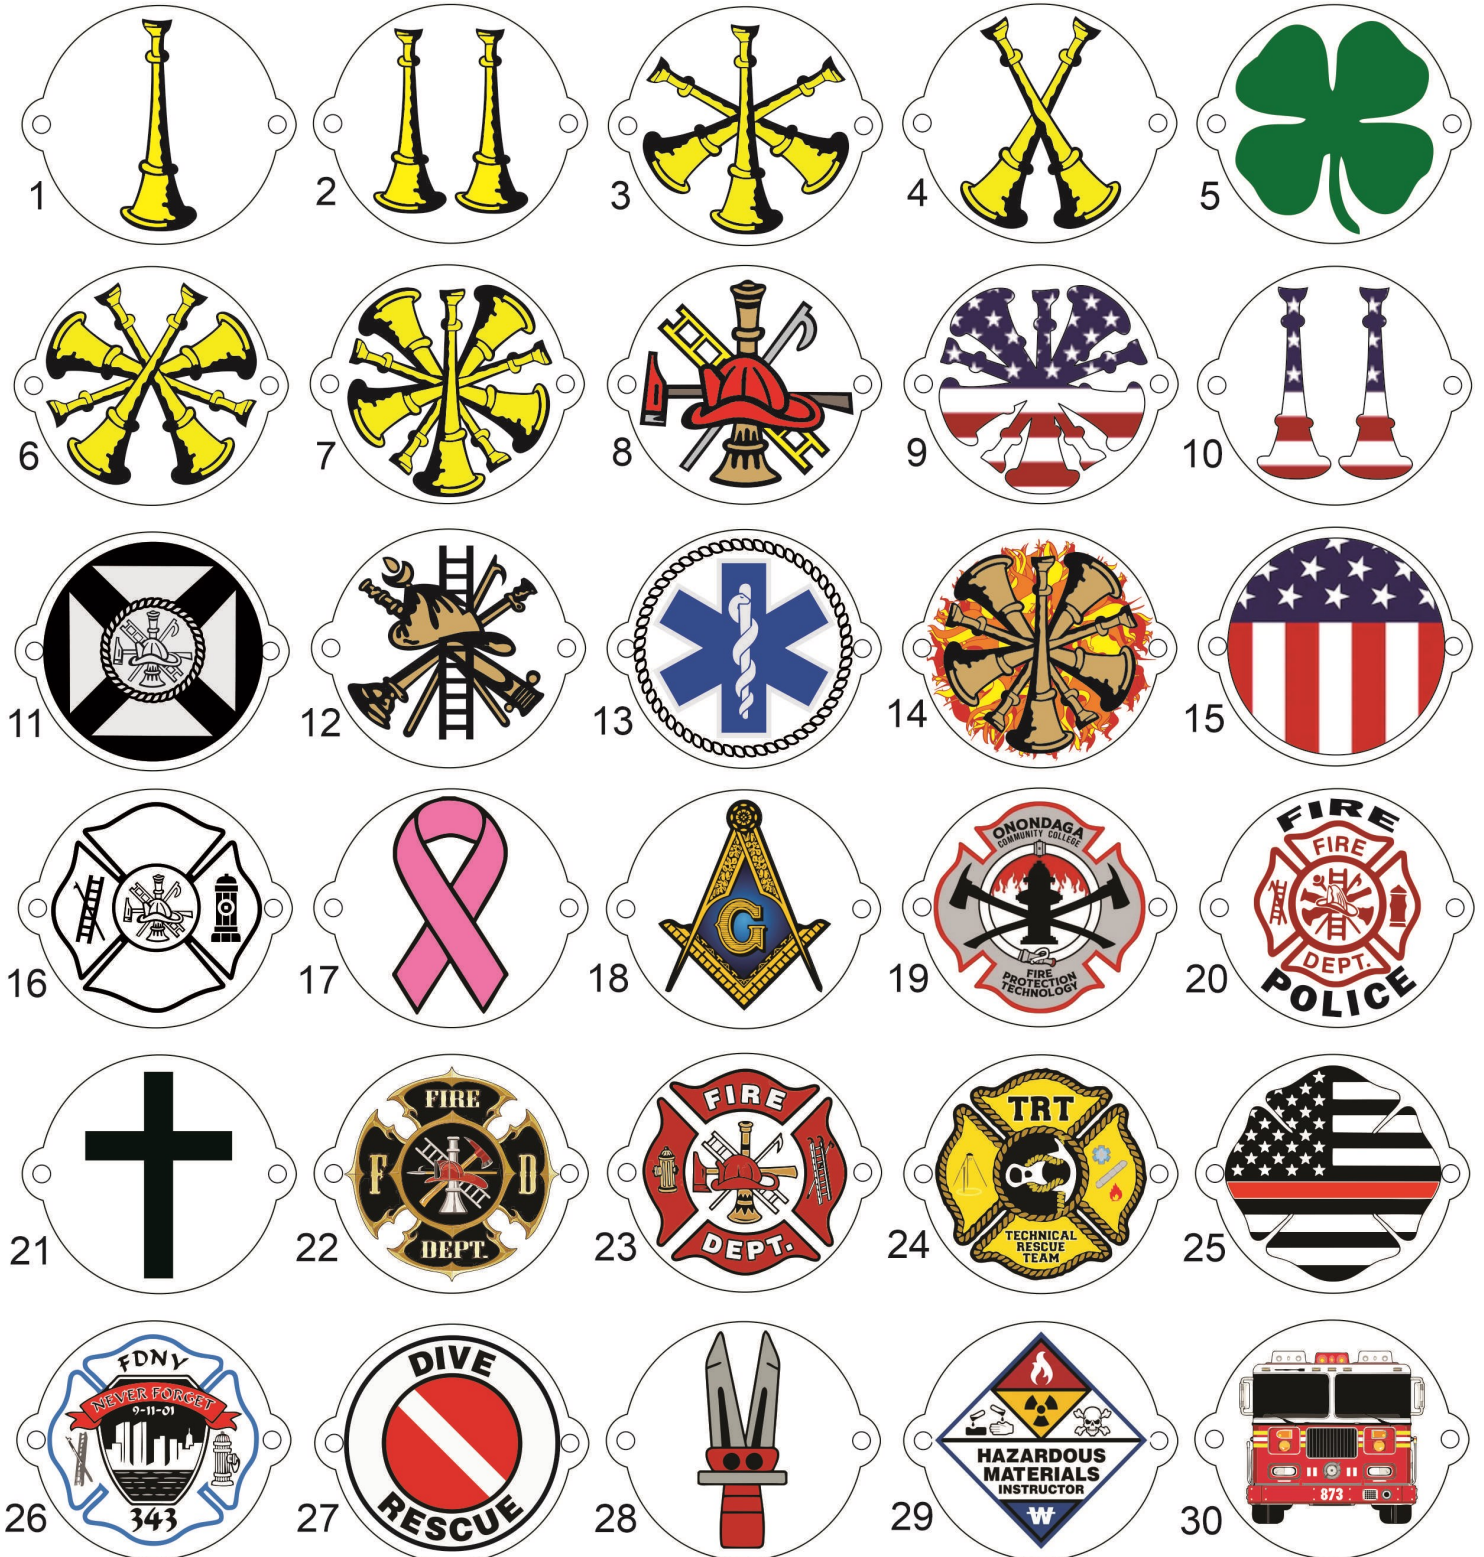 1
2
3
4
5
6
7
8
9
10
11
12
13
14
15
16
17
G
18
ONONDAGA
COMMUNITY COLLEGE
FIRE
PROTECTION
TECHNOLOGY
19
FIRE
FIRE
DEPT.
POLICE
20
21
FIRE
F D
DEPT.
22
FIRE
DEPT.
23
TRT
TECHNICAL
RESCUE
TEAM
24
25
FDNY
NEVER FORGET
9-11-01
343
26
DIVE
RESCUE
27
28
HAZARDOUS
MATERIALS
INSTRUCTOR
W
29
873
30